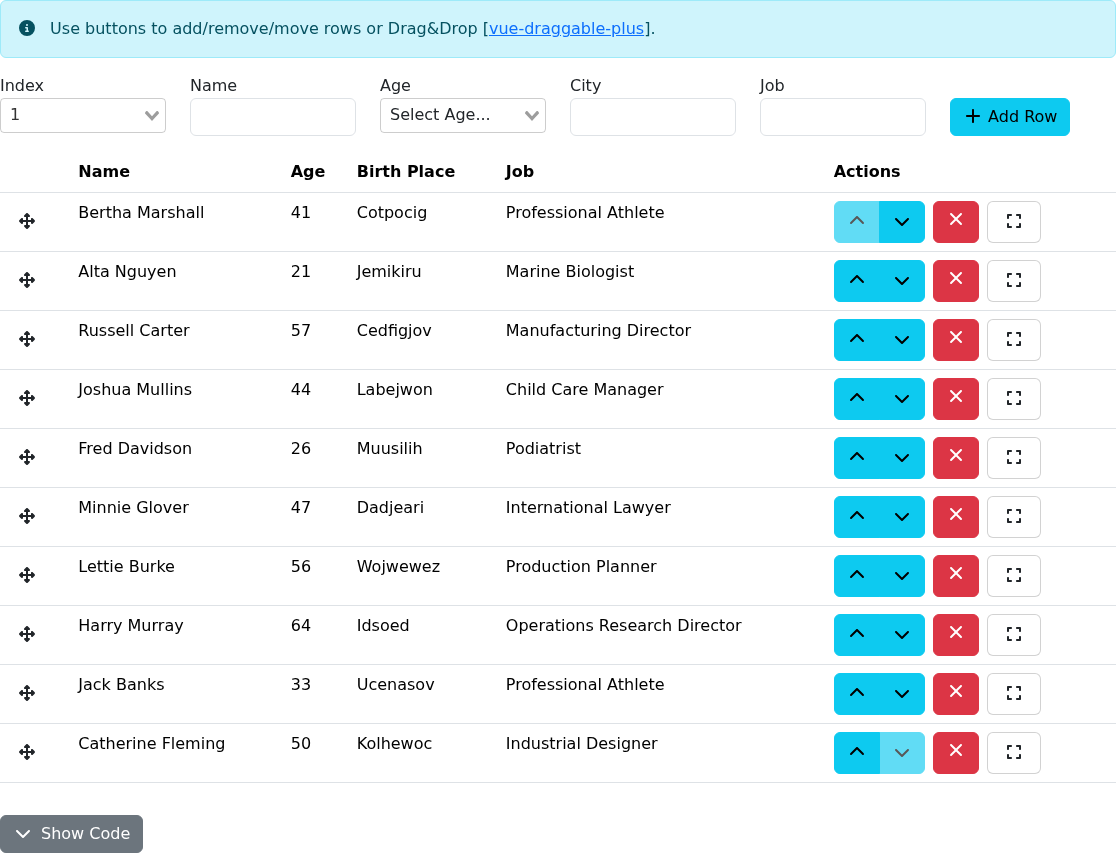 Use buttons to add/remove/move rows or Drag&Drop [vue-draggable-plus].
Index Name Age City Job
1 Select Age... Add Row
Name Age Birth Place Job Actions
Bertha Marshall 41 Cotpocig Professional Athlete
Alta Nguyen 21 Jemikiru Marine Biologist
Russell Carter 57 Cedfigjov Manufacturing Director
Joshua Mullins 44 Labejwon Child Care Manager
Fred Davidson 26 Muusilih Podiatrist
Minnie Glover 47 Dadjeari International Lawyer
Lettie Burke 56 Wojwewez Production Planner
Harry Murray 64 Idsoed Operations Research Director
Jack Banks 33 Ucenasov Professional Athlete
Catherine Fleming 50 Kolhewoc Industrial Designer
Show Code